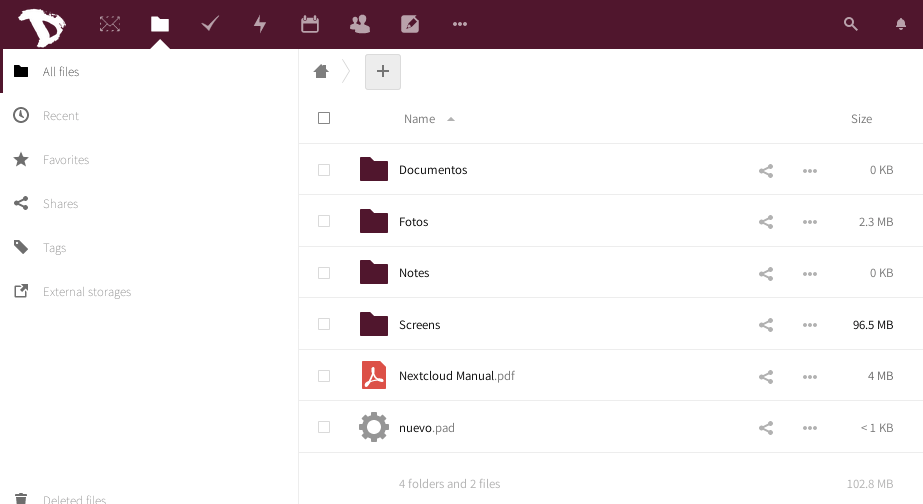 All files
Recent
Favorites
Shares
Tags
External storages
Deleted files
Name
Size
Documentos
0 KB
Fotos
2.3 MB
Notes
0 KB
Screens
96.5 MB
Nextcloud Manual.pdf
4 MB
nuevo.pad
< 1 KB
4 folders and 2 files
102.8 MB